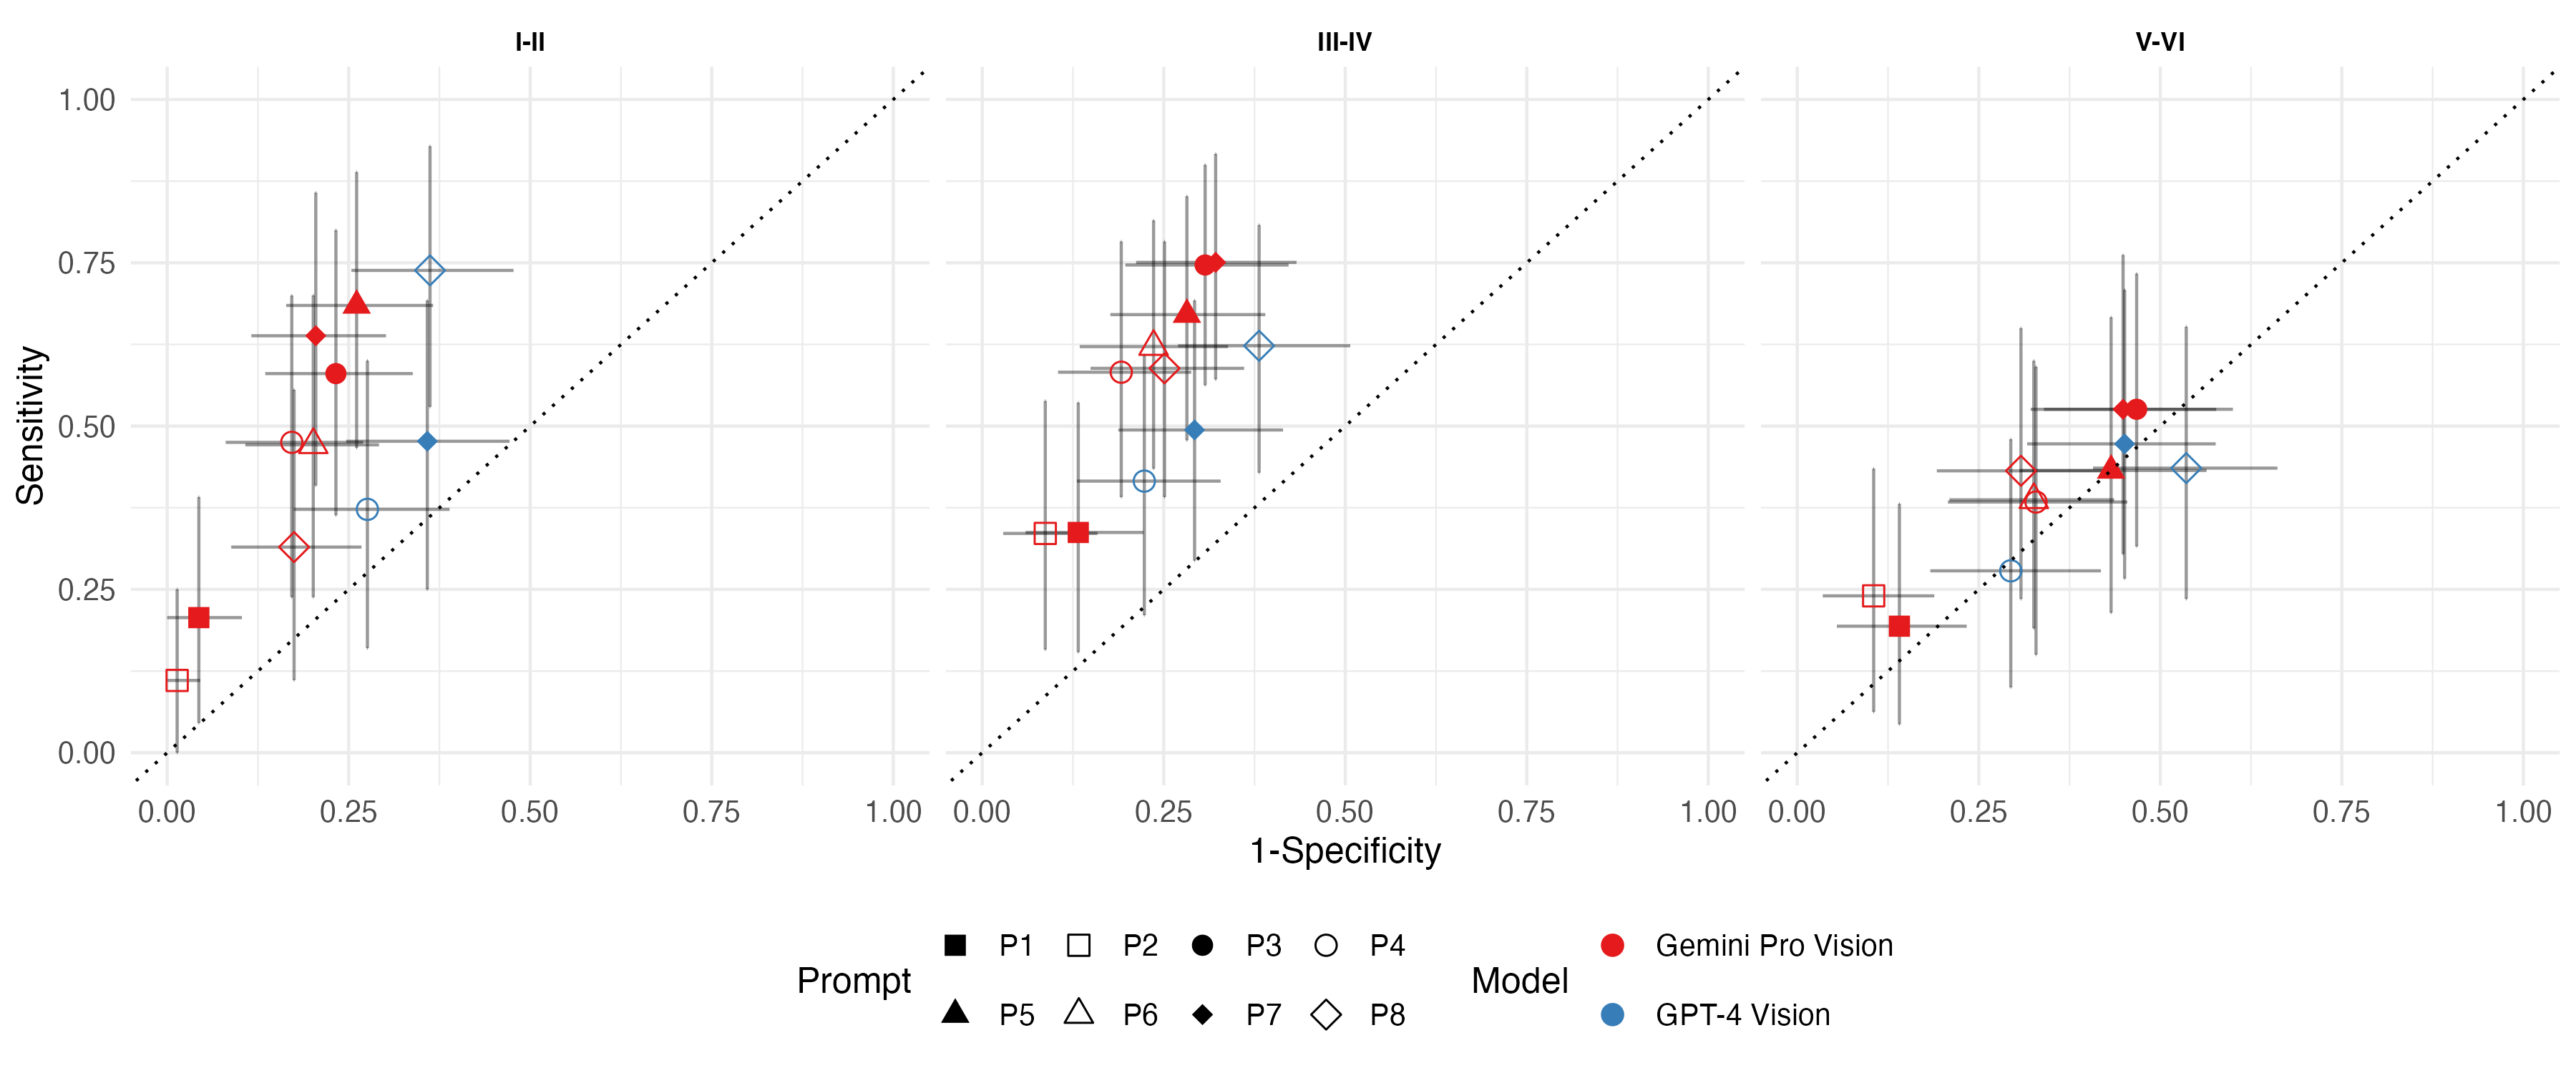 I-II III-IV V-VI
1.00
0.75
0.50
0.25
0.00
Sensitivity
0.00 0.25 0.50 0.75 1.00 0.00 0.25 0.50 0.75 1.00 0.00 0.25 0.50 0.75 1.00
1-Specificity
Prompt
P1 P2 P3 P4
P5 P6 P7 P8
Model
Gemini Pro Vision
GPT-4 Vision